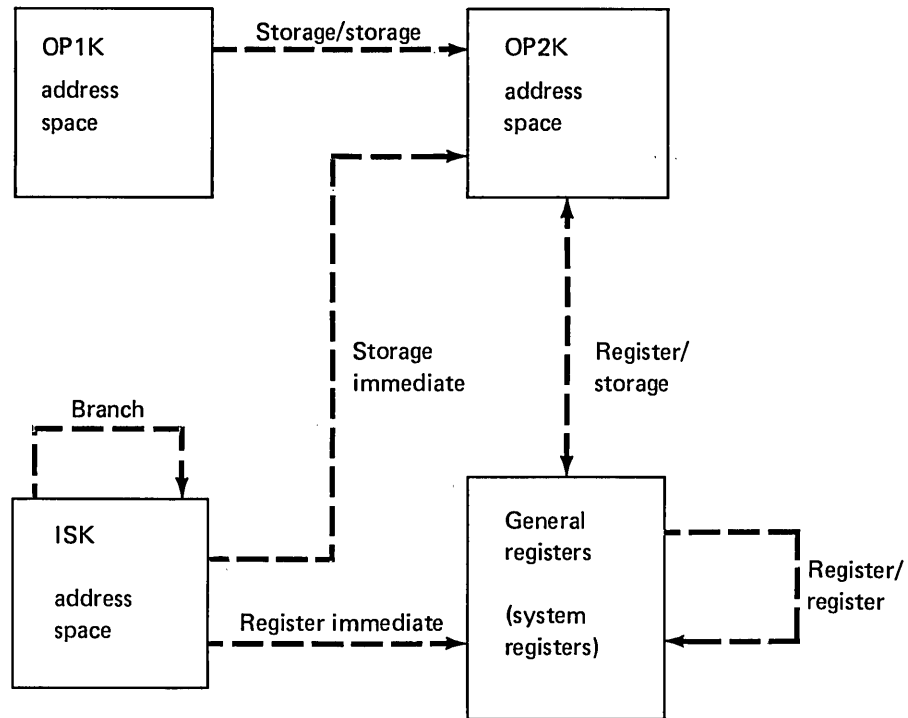 OP1K
address
space
Storage/storage
OP2K
address
space
Storage
immediate
Register/
storage
Branch
ISK
address
space
Register immediate
General
registers
(system
registers)
Register/
register